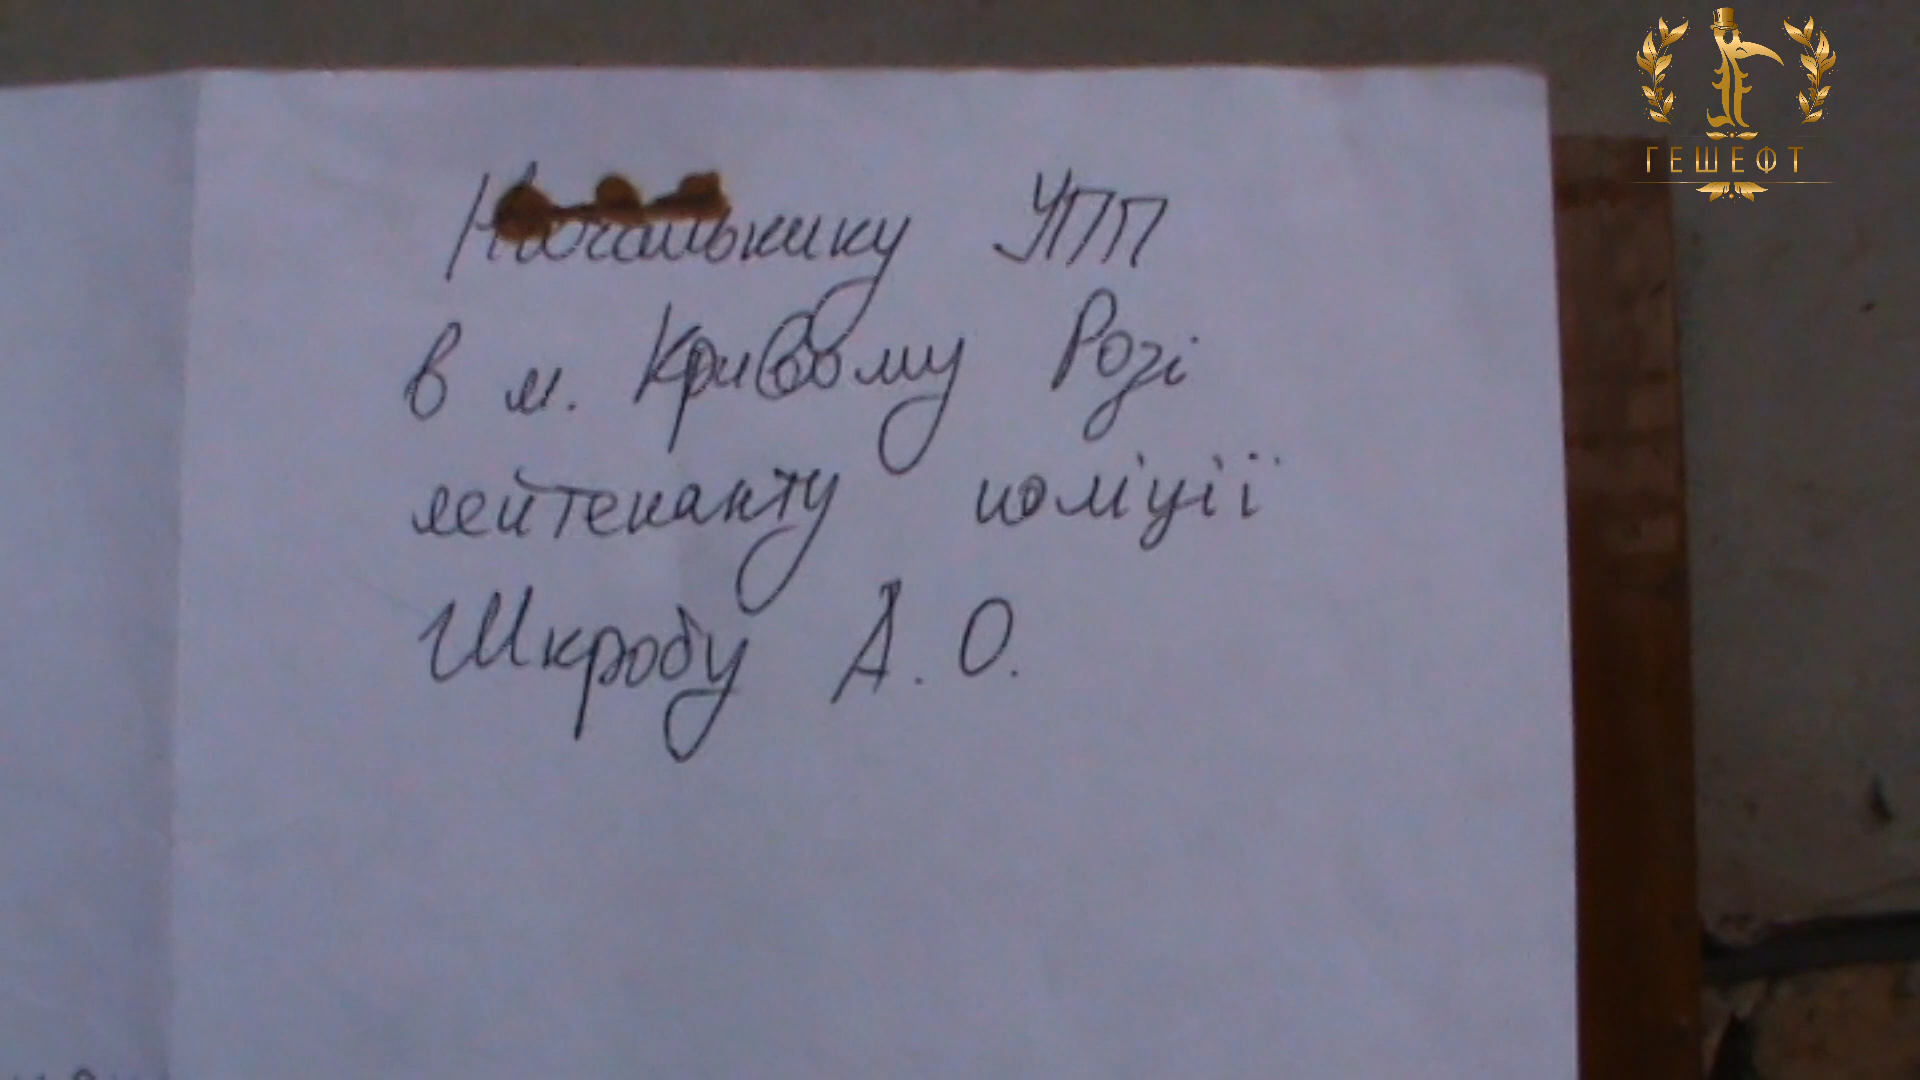 ГЕШЕФТ
Начальнику УПП
в м. Кривому Розі
лейтенанту поліції
Шкробу А. О.